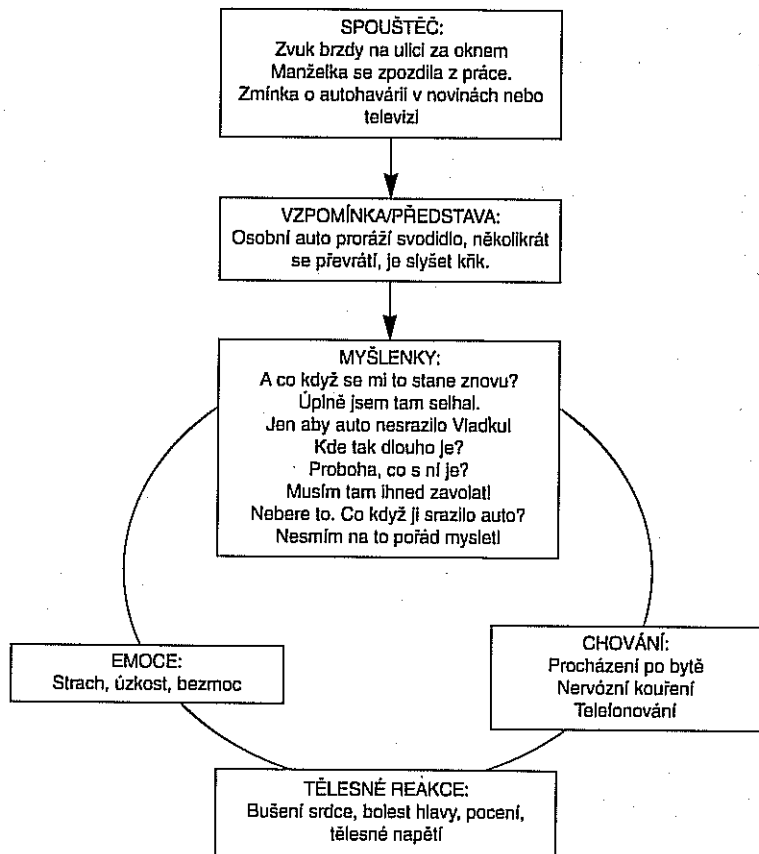 SPOUŠTĚČ:
Zvuk brzdy na ulici za oknem
Manželka se zpozdila z práce.
Zmínka o autohavárii v novinách nebo
televizi
VZPOMÍNKA/PŘEDSTAVA:
Osobní auto proráží svodidlo, několikrát
se převrátí, je slyšet křik.
MYŠLENKY:
A co když se mi to stane znovu?
Úplně jsem tam selhal.
Jen aby auto nesrazilo Vlaďku!
Kde tak dlouho je?
Proboha, co s ní je?
Musím tam ihned zavolat!
Nebere to. Co když ji srazilo auto?
Nesmím na to pořád myslet!
EMOCE:
Strach, úzkost, bezmoc
CHOVÁNÍ:
Procházení po bytě
Nervózní kouření
Telefonování
TĚLESNÉ REAKCE:
Bušení srdce, bolest hlavy, pocení,
tělesné napětí